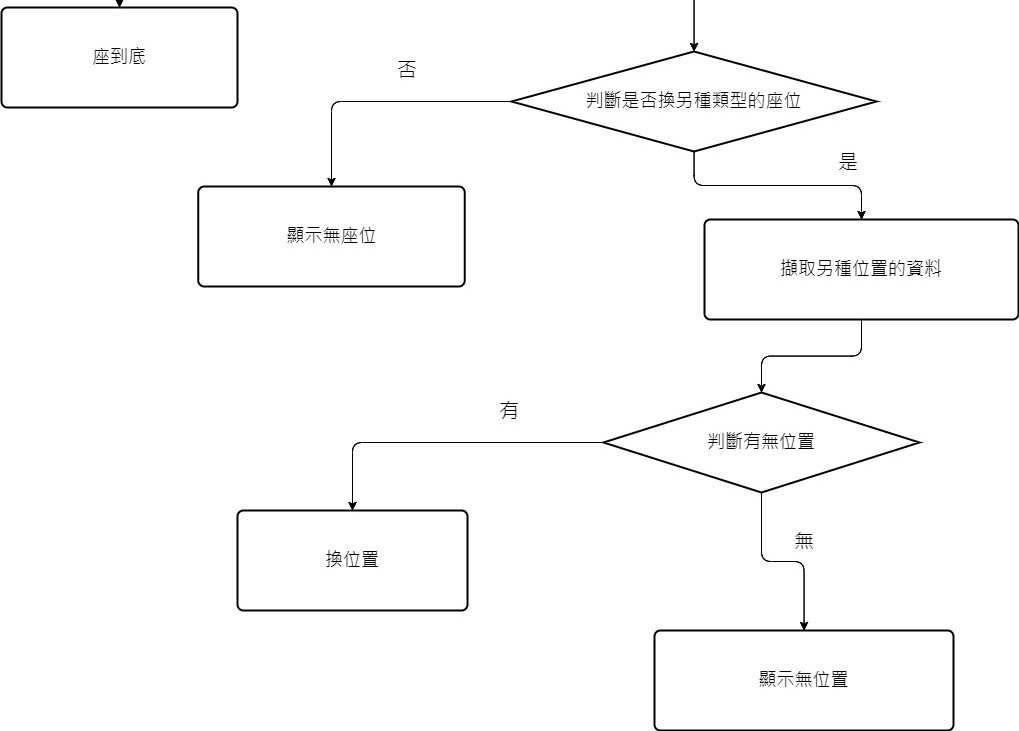 座到底
否
判斷是否換另種類型的座位
是
顯示無座位
擷取另種位置的資料
有
判斷有無位置
換位置
無
顯示無位置